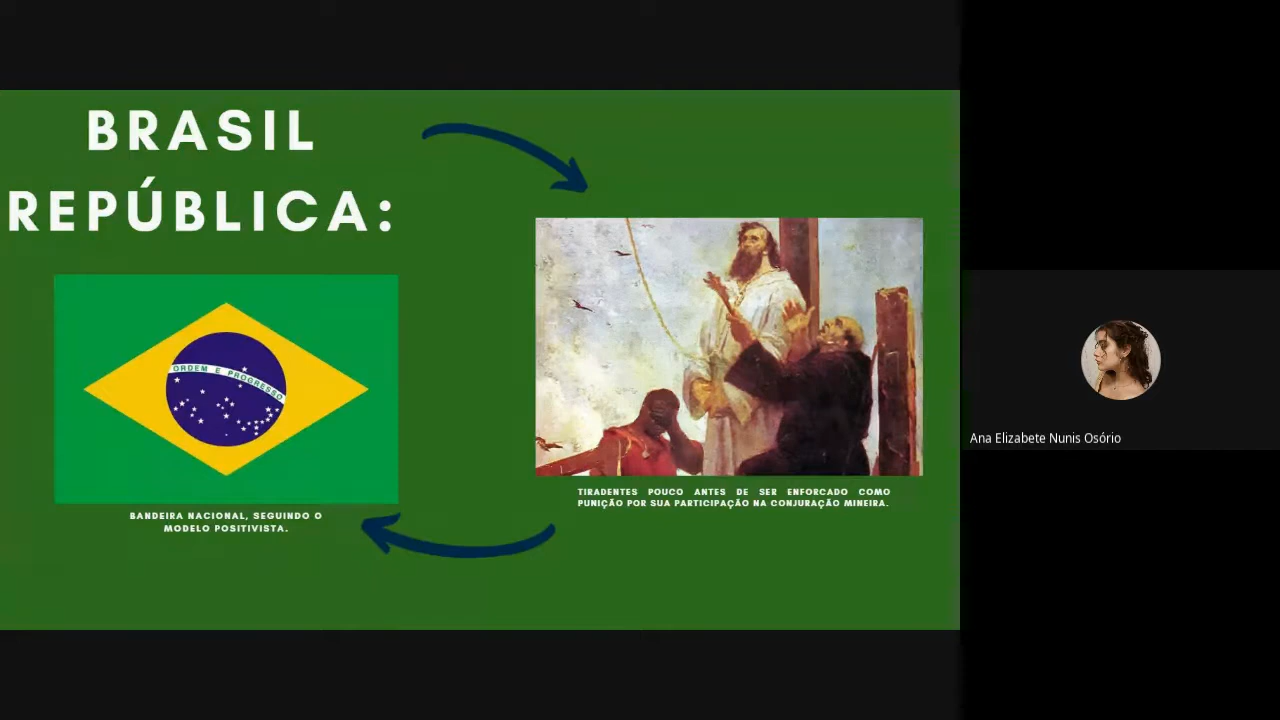 BRASIL
REPÚBLICA:
ORDEM E PROGRESSO
BANDEIRA NACIONAL, SEGUINDO O
MODELO POSITIVISTA.
TIRADENTES POUCO ANTES DE SER ENFORCADO COMO
PUNIÇÃO POR SUA PARTICIPAÇÃO NA CONJURAÇÃO MINEIRA.
Ana Elizabete Nunis Osório